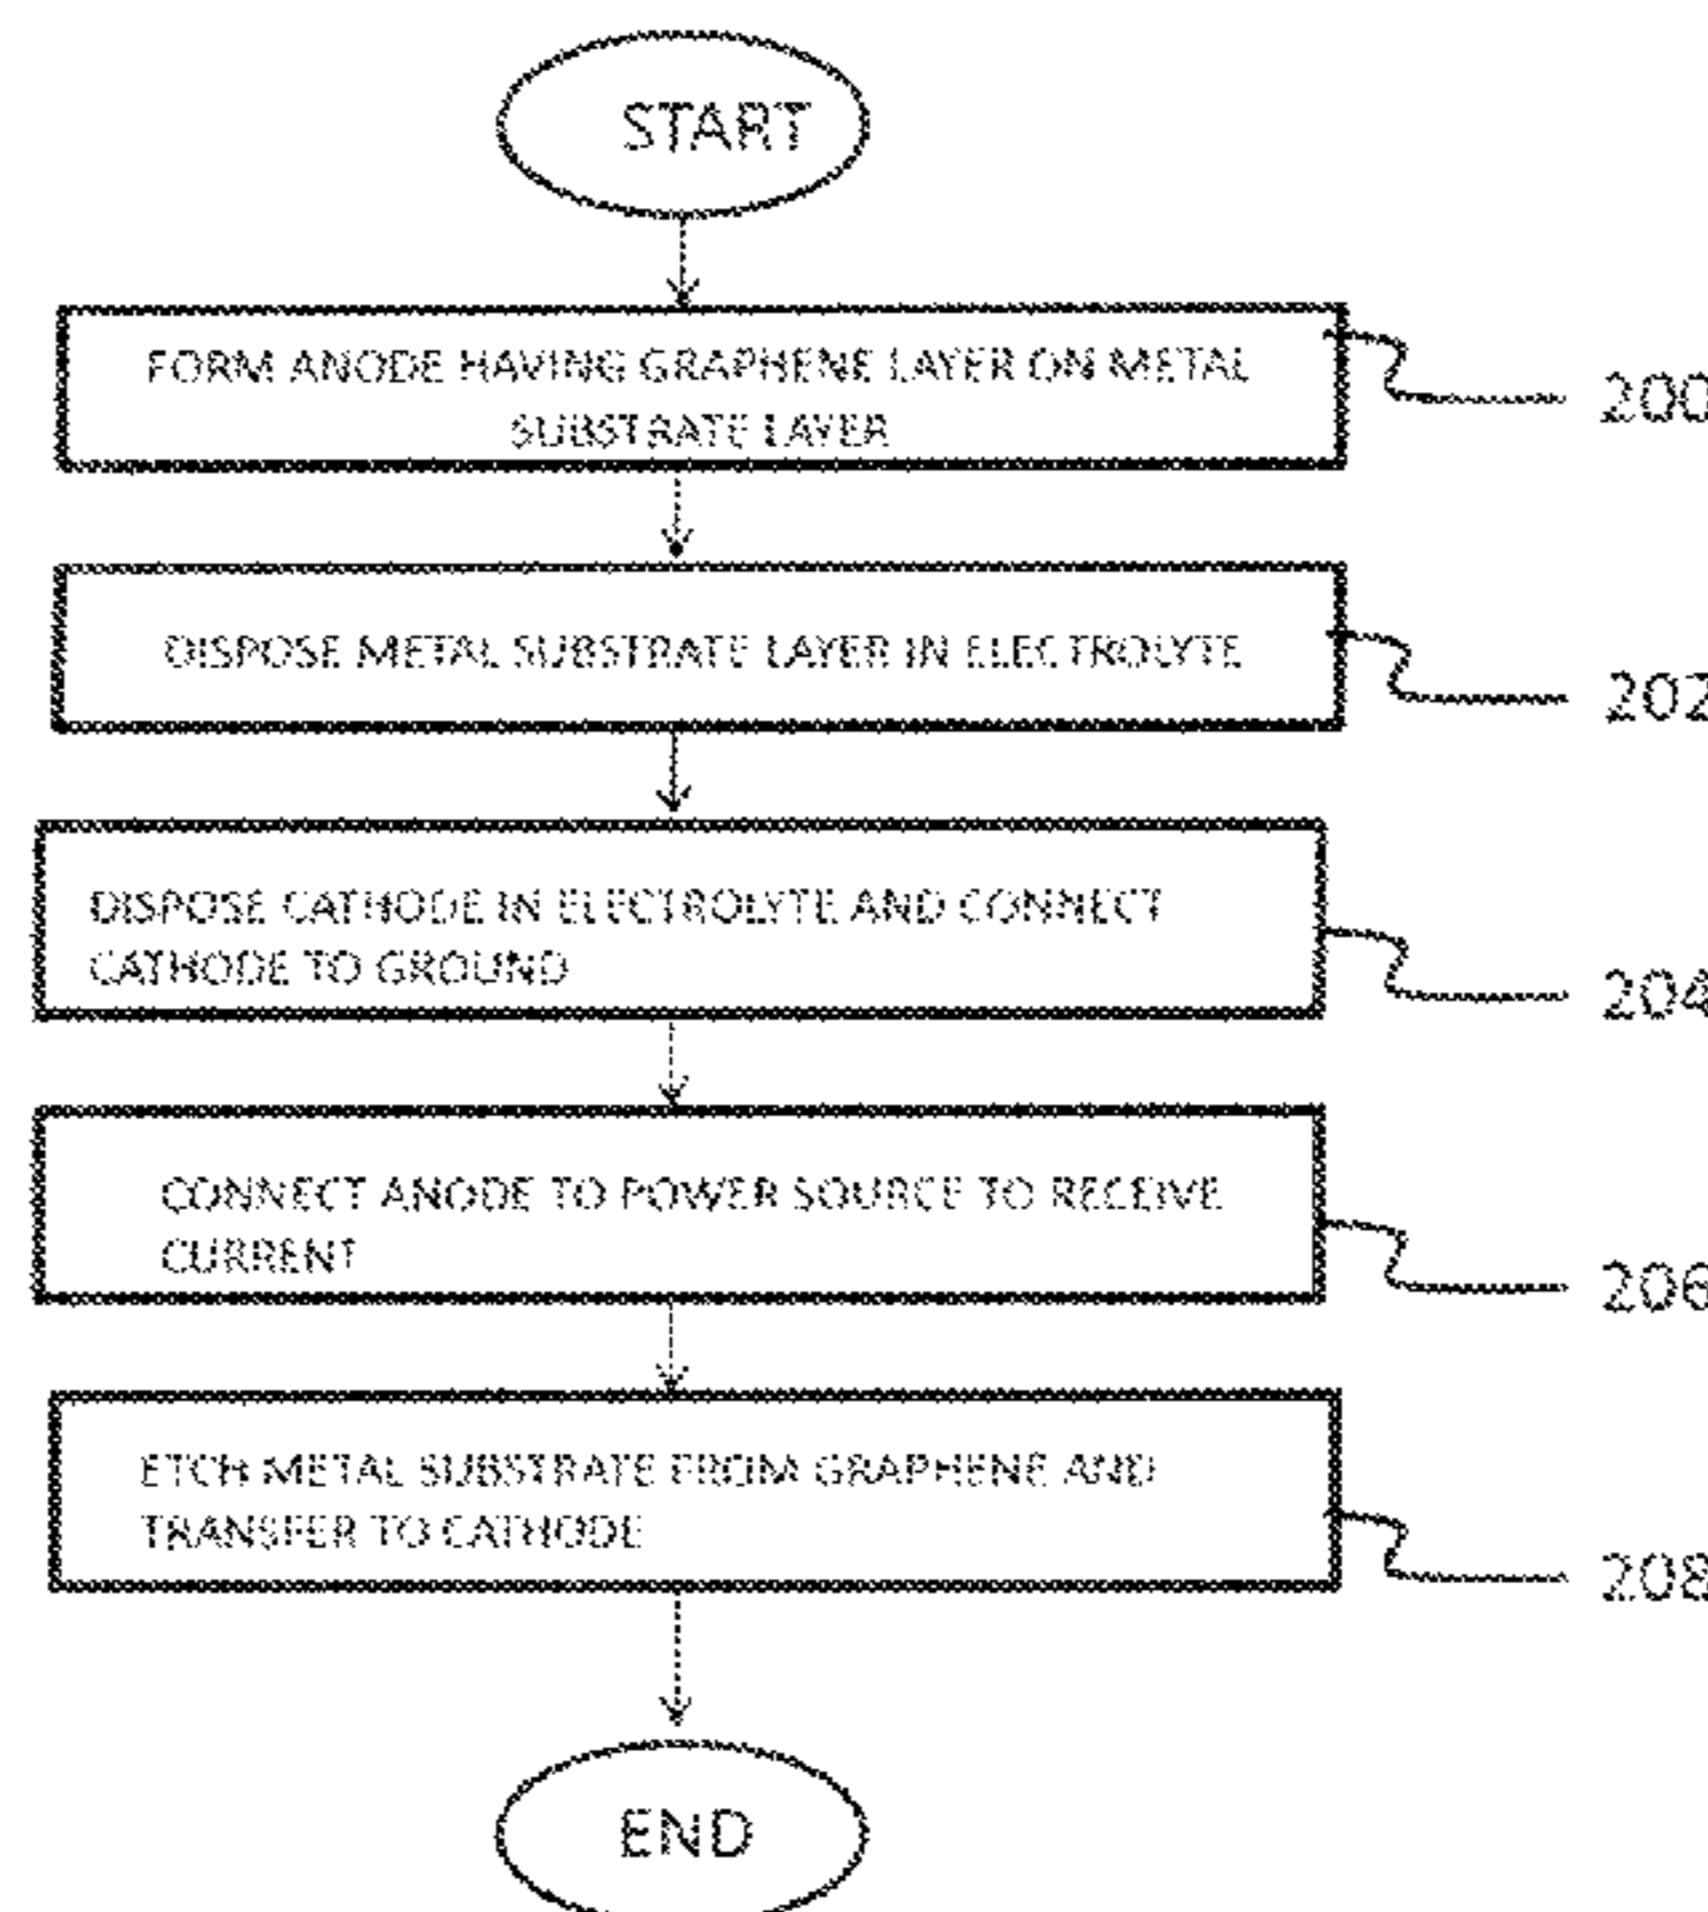 START
FORM ANODE HAVING GRAPHENE LAYER ON METAL
SUBSTRATE LAYER
200
DISPOSE METAL SUBSTRATE LAYER IN ELECTROLYTE
202
DISPOSE CATHODE IN ELECTROLYTE AND CONNECT
CATHODE TO GROUND
204
CONNECT ANODE TO POWER SOURCE TO RECEIVE
CURRENT
206
ETCH METAL SUBSTRATE FROM GRAPHENE AND
TRANSFER TO CATHODE
208
END